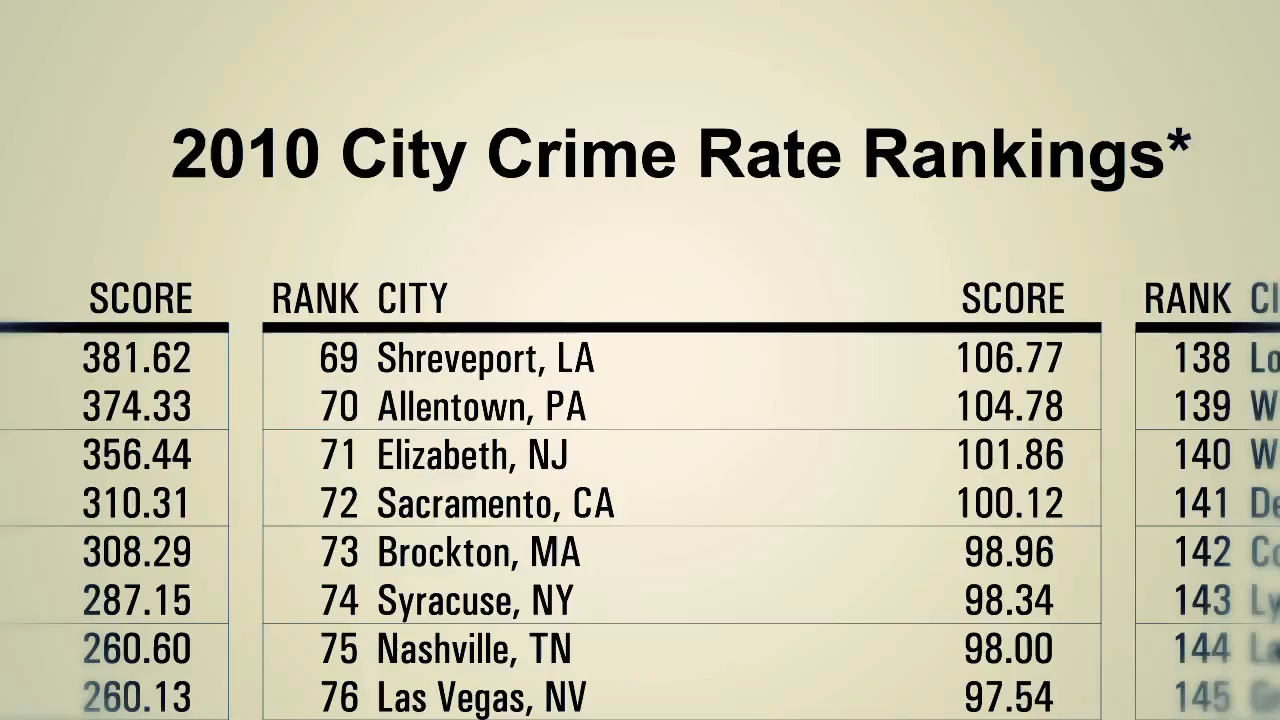 2010 City Crime Rate Rankings*
SCORE RANK CITY SCORE RANK
381.62 69 Shreveport, LA 106.77 138
374.33 70 Allentown, PA 104.78 139
356.44 71 Elizabeth, NJ 101.86 140
310.31 72 Sacramento, CA 100.12 141
308.29 73 Brockton, MA 98.96 142
287.15 74 Syracuse, NY 98.34 143
260.60 75 Nashville, TN 98.00 144
260.13 76 Las Vegas, NV 97.54 145